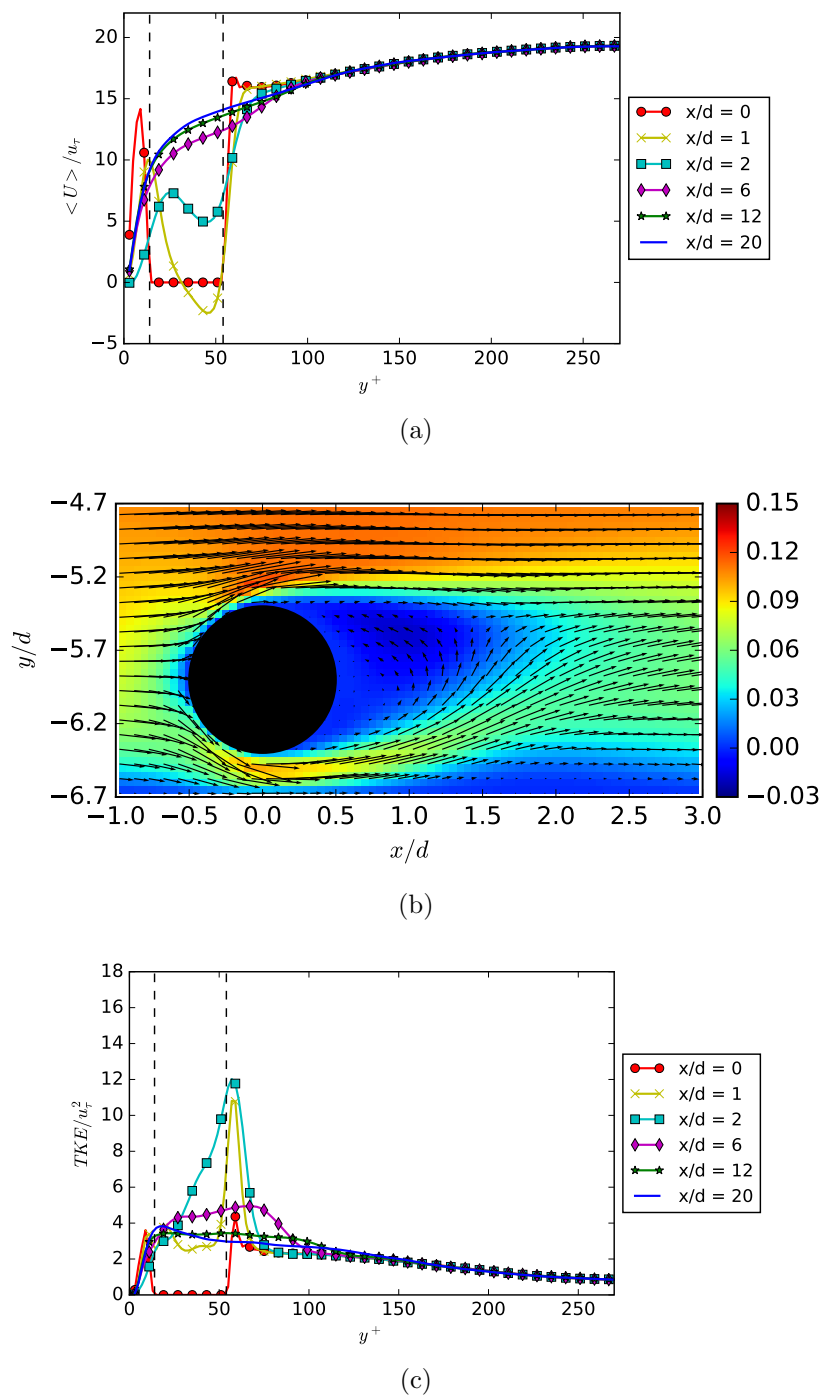 20
15
10
5
0
−5
< U > /uτ
0 50 100 150 200 250
y+
x/d = 0
x/d = 1
x/d = 2
x/d = 6
x/d = 12
x/d = 20
(a)
−4.7
−5.2
−5.7
−6.2
−6.7
y/d
−1.0 −0.5 0.0 0.5 1.0 1.5 2.0 2.5 3.0
x/d
0.15
0.12
0.09
0.06
0.03
0.00
−0.03
(b)
18
16
14
12
10
8
6
4
2
0
TKE/u²τ
0 50 100 150 200 250
y+
x/d = 0
x/d = 1
x/d = 2
x/d = 6
x/d = 12
x/d = 20
(c)